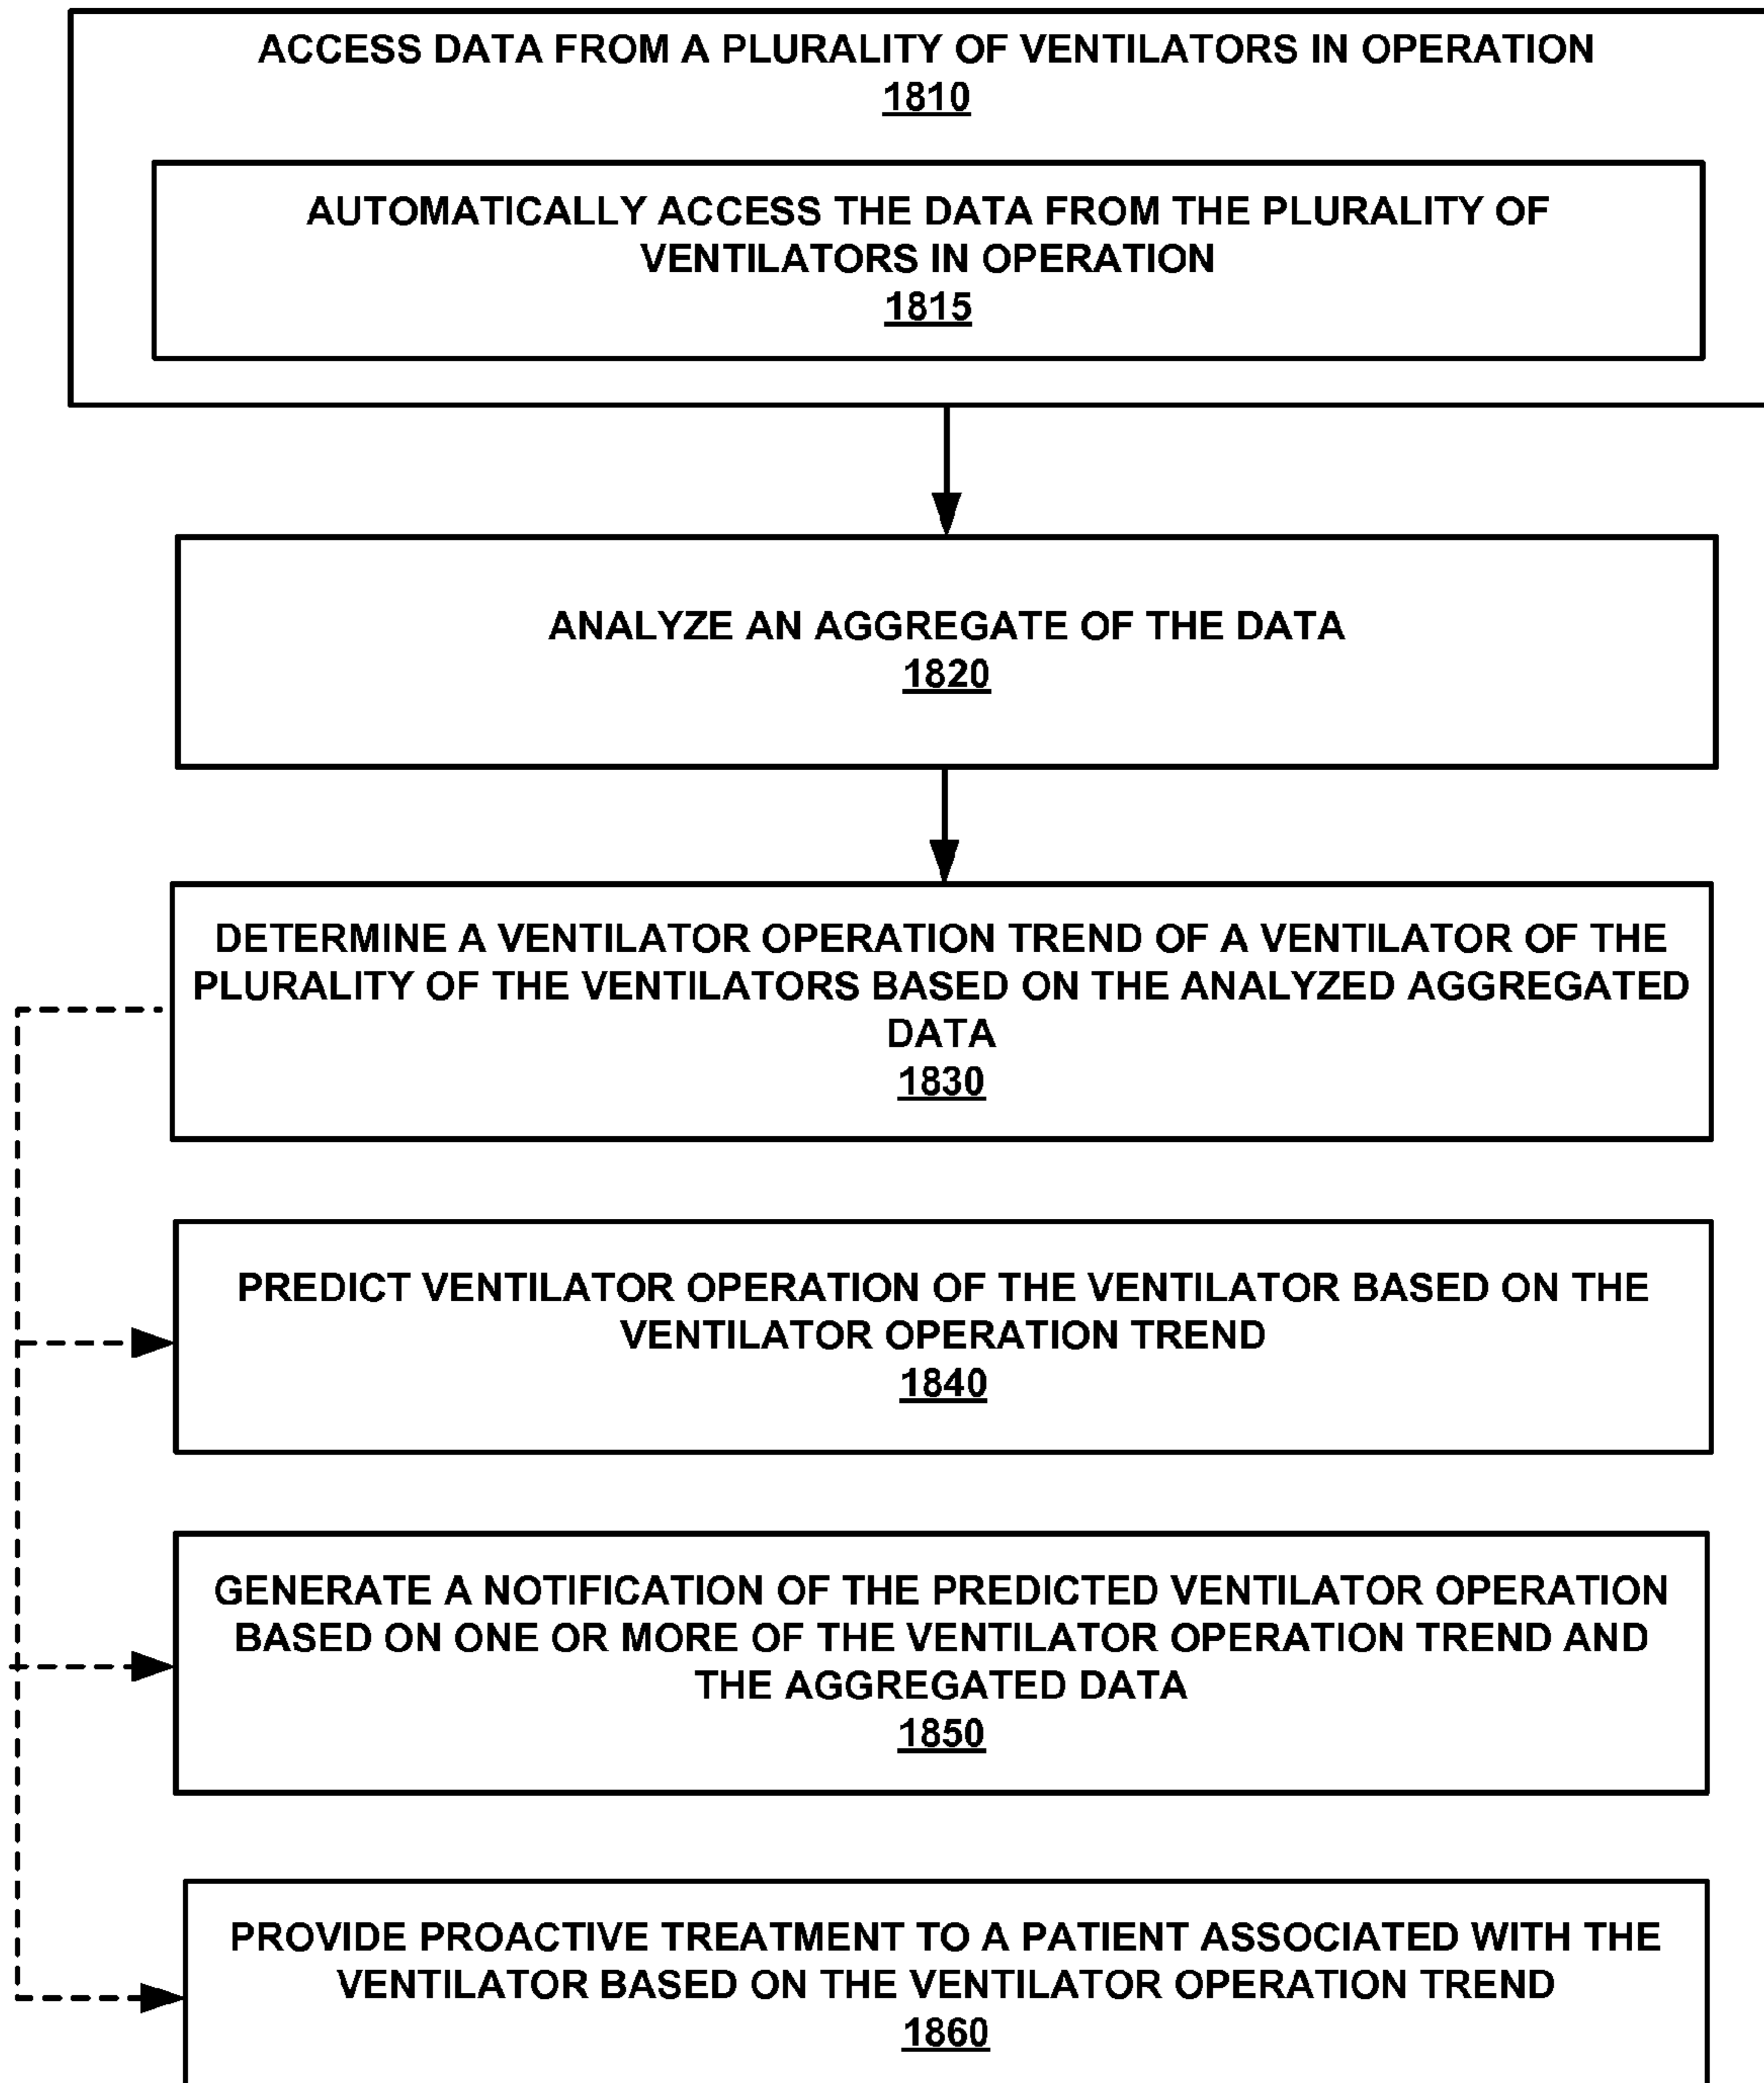 ACCESS DATA FROM A PLURALITY OF VENTILATORS IN OPERATION
1810
AUTOMATICALLY ACCESS THE DATA FROM THE PLURALITY OF
VENTILATORS IN OPERATION
1815
ANALYZE AN AGGREGATE OF THE DATA
1820
DETERMINE A VENTILATOR OPERATION TREND OF A VENTILATOR OF THE
PLURALITY OF THE VENTILATORS BASED ON THE ANALYZED AGGREGATED
DATA
1830
PREDICT VENTILATOR OPERATION OF THE VENTILATOR BASED ON THE
VENTILATOR OPERATION TREND
1840
GENERATE A NOTIFICATION OF THE PREDICTED VENTILATOR OPERATION
BASED ON ONE OR MORE OF THE VENTILATOR OPERATION TREND AND
THE AGGREGATED DATA
1850
PROVIDE PROACTIVE TREATMENT TO A PATIENT ASSOCIATED WITH THE
VENTILATOR BASED ON THE VENTILATOR OPERATION TREND
1860